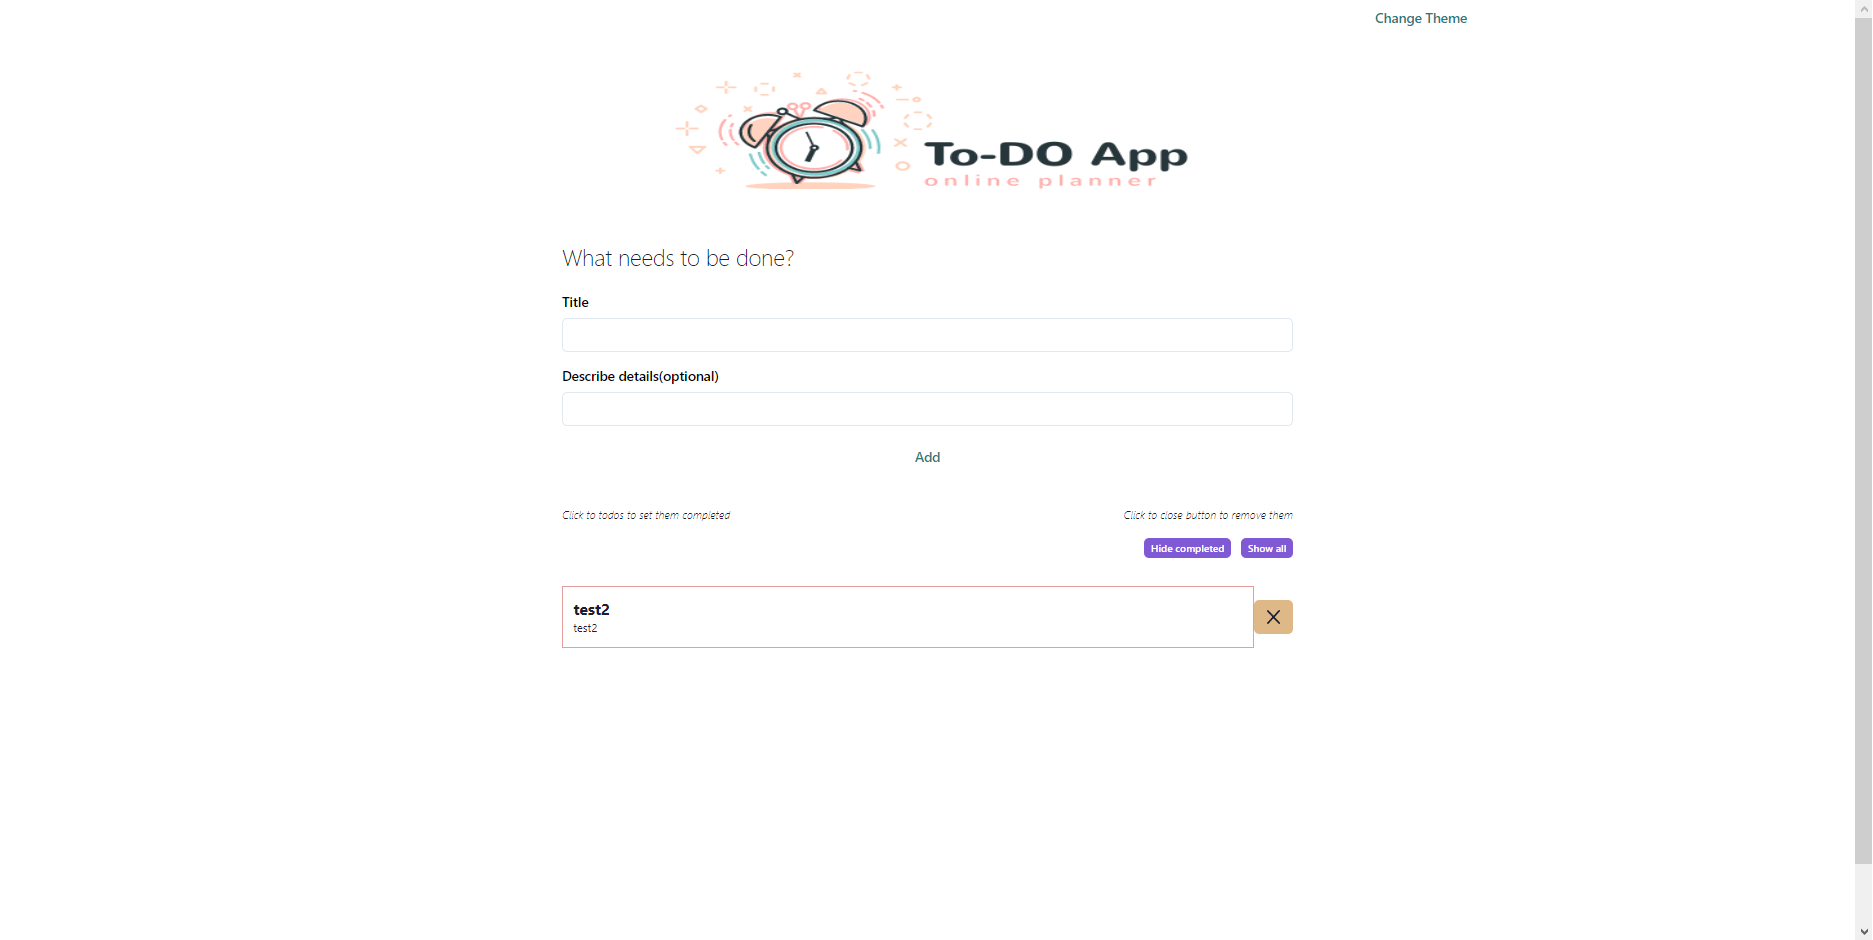 Change Theme
To-DO App
online planner
What needs to be done?
Title
Describe details(optional)
Add
Click to todos to set them completed
Click to close button to remove them
Hide completed
Show all
test2
test2